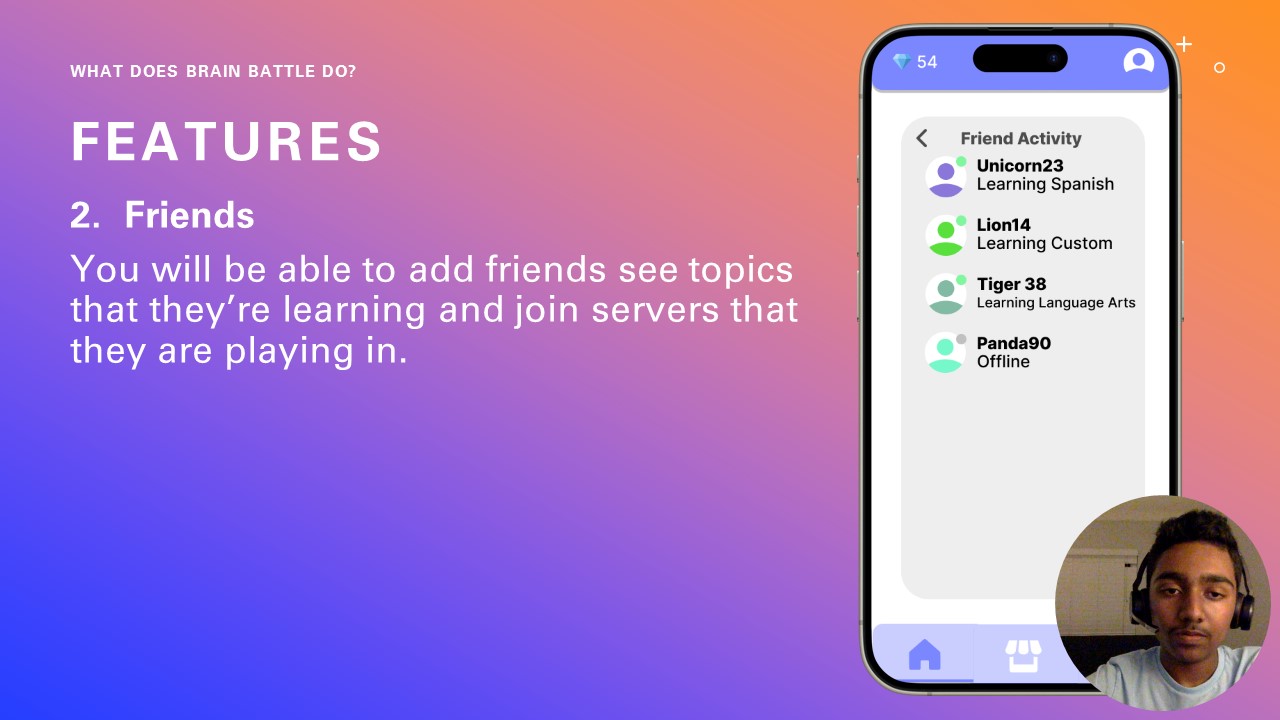 WHAT DOES BRAIN BATTLE DO?
FEATURES
2. Friends
You will be able to add friends see topics
that they’re learning and join servers that
they are playing in.
54
Friend Activity
Unicorn23
Learning Spanish
Lion14
Learning Custom
Tiger 38
Learning Language Arts
Panda90
Offline